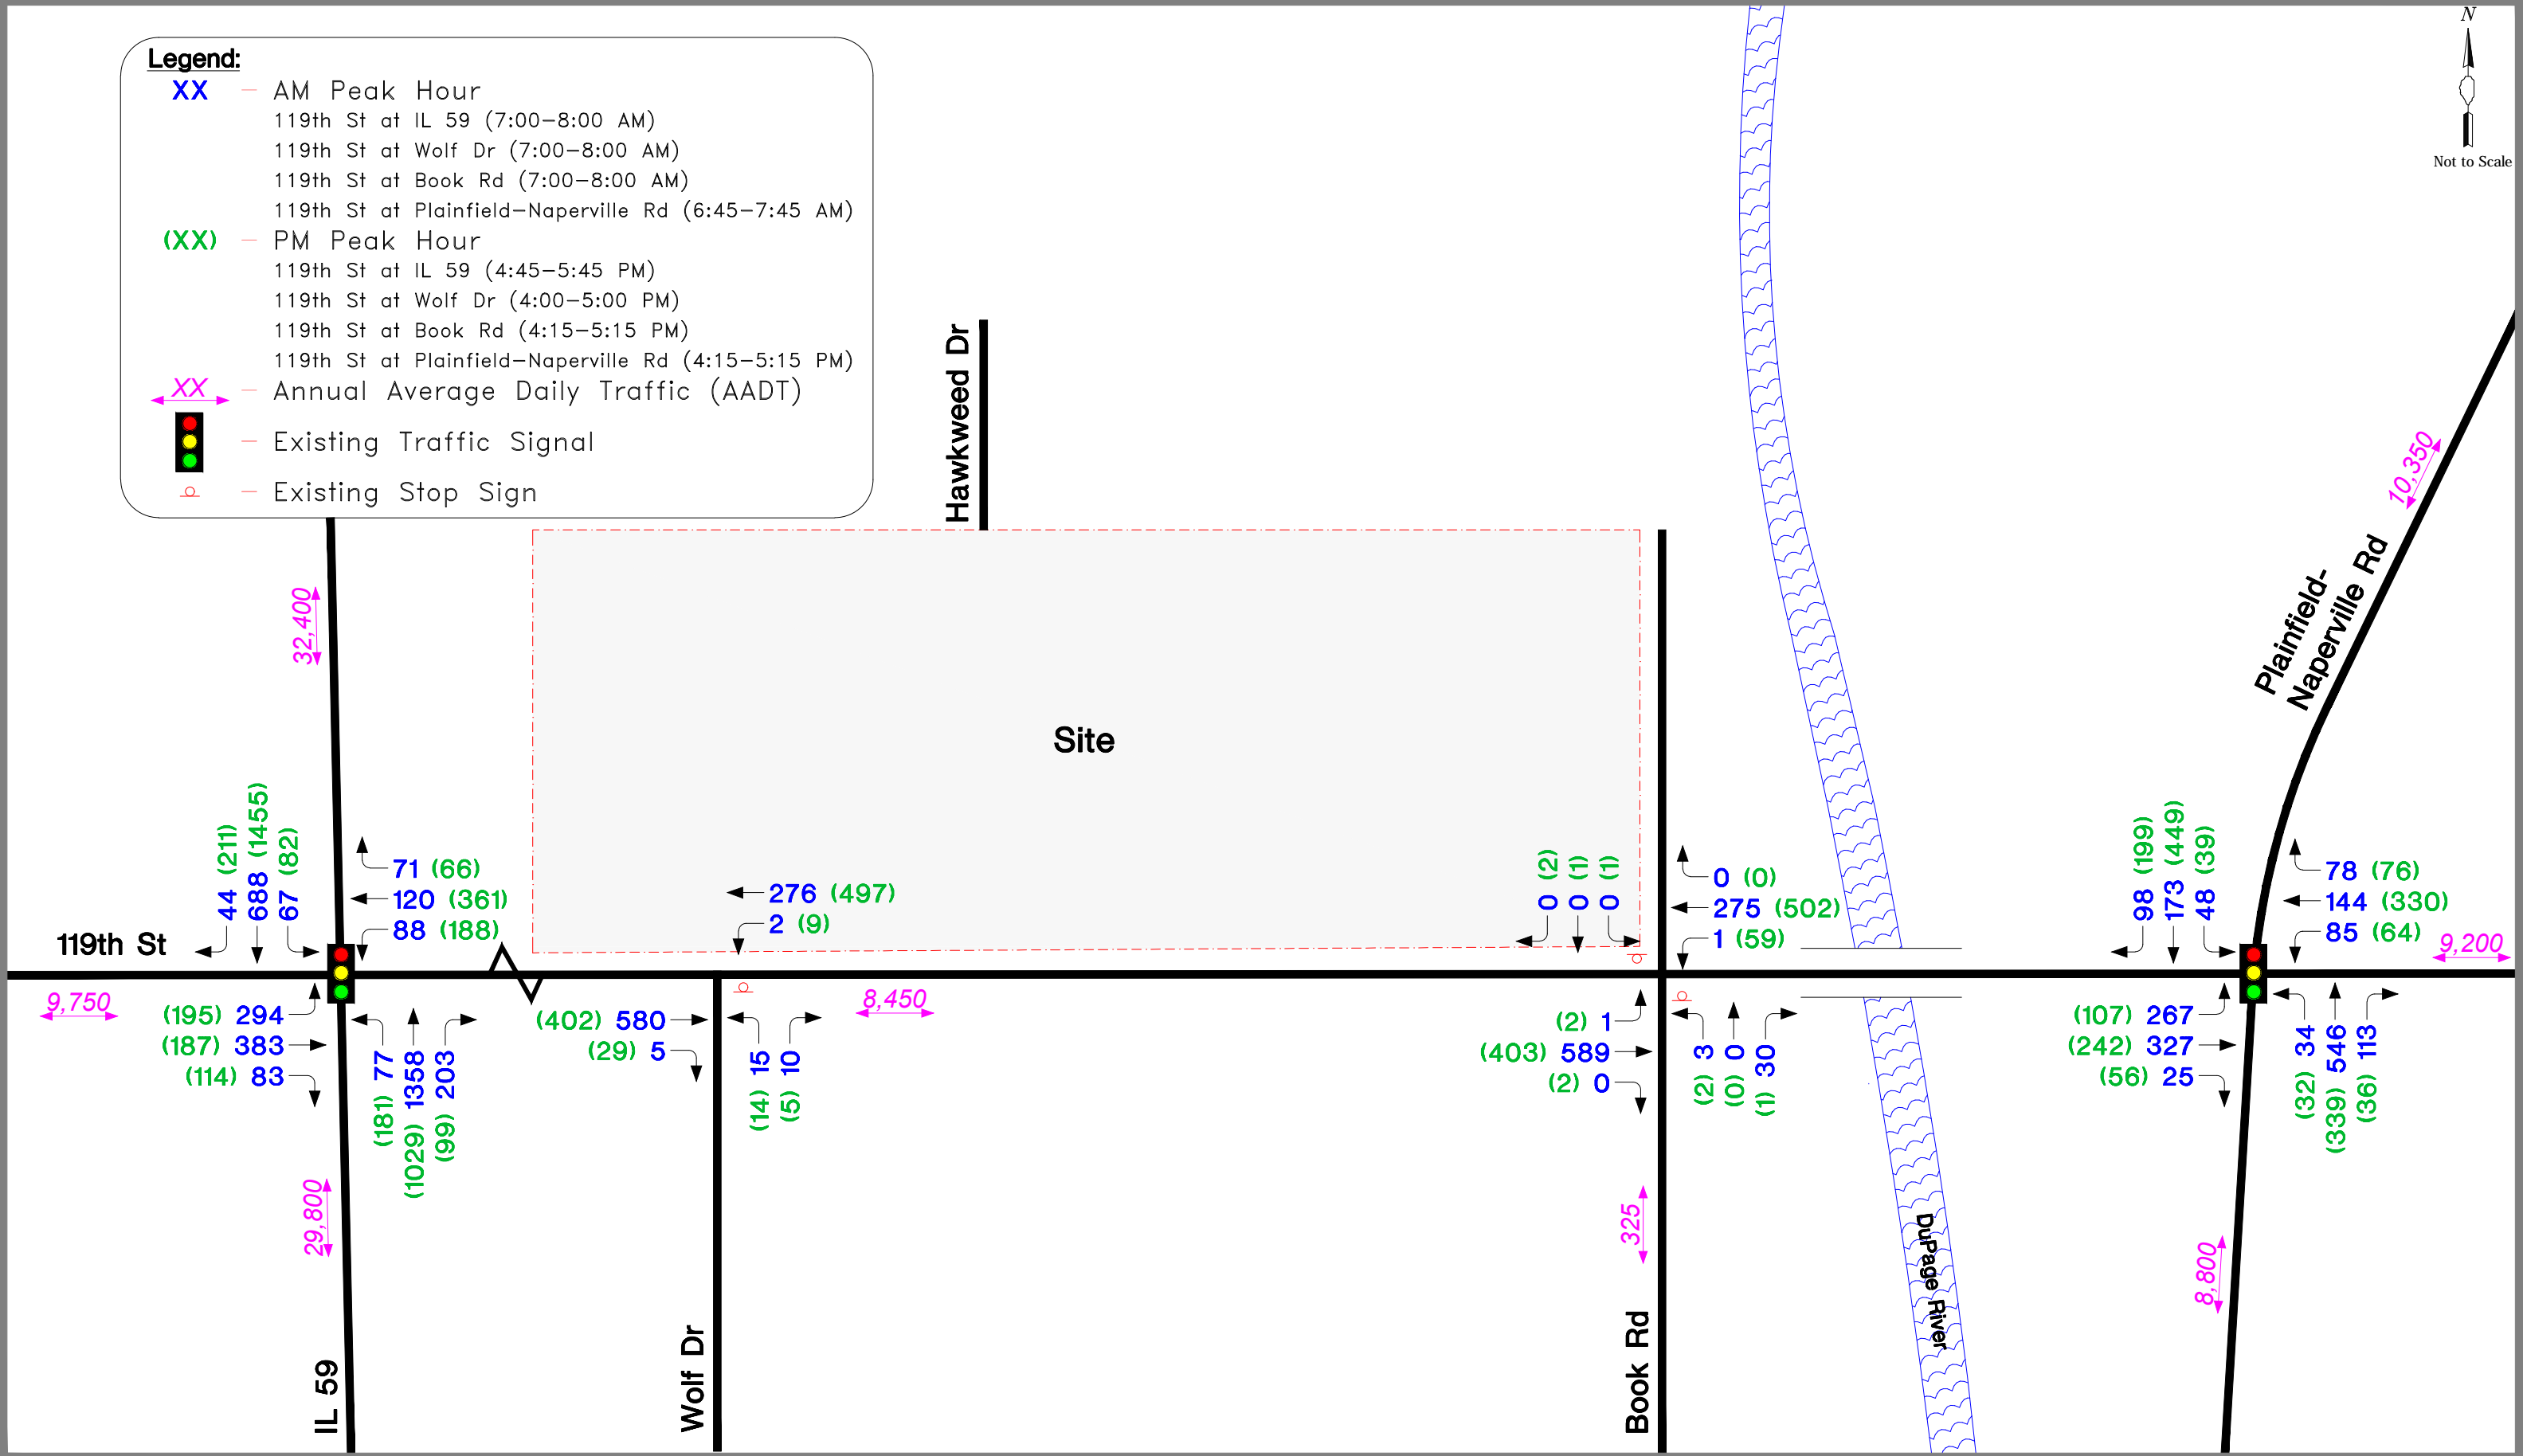 Legend:
XX — AM Peak Hour
119th St at IL 59 (7:00–8:00 AM)
119th St at Wolf Dr (7:00–8:00 AM)
119th St at Book Rd (7:00–8:00 AM)
119th St at Plainfield–Naperville Rd (6:45–7:45 AM)
(XX) — PM Peak Hour
119th St at IL 59 (4:45–5:45 PM)
119th St at Wolf Dr (4:00–5:00 PM)
119th St at Book Rd (4:15–5:15 PM)
119th St at Plainfield–Naperville Rd (4:15–5:15 PM)
XX — Annual Average Daily Traffic (AADT)
— Existing Traffic Signal
— Existing Stop Sign
N
Not to Scale
Hawkweed Dr
10,350
Plainfield-
Naperville Rd
32,400
Site
44 (211)
688 (1455)
67 (82)
71 (66)
120 (361)
88 (188)
119th St
9,750
(195) 294
(187) 383
(114) 83
(181) 77
(1029) 1358
(99) 203
29,800
IL 59
276 (497)
2 (9)
(402) 580
(29) 5
(14) 15
(5) 10
8,450
Wolf Dr
0 (2)
0 (1)
0 (1)
0 (0)
275 (502)
1 (59)
(2) 1
(403) 589
(2) 0
(2) 3
(0) 0
(1) 30
325
Book Rd
DuPage River
98 (199)
173 (449)
48 (39)
78 (76)
144 (330)
85 (64)
9,200
(107) 267
(242) 327
(56) 25
(32) 34
(339) 546
(36) 113
8,800